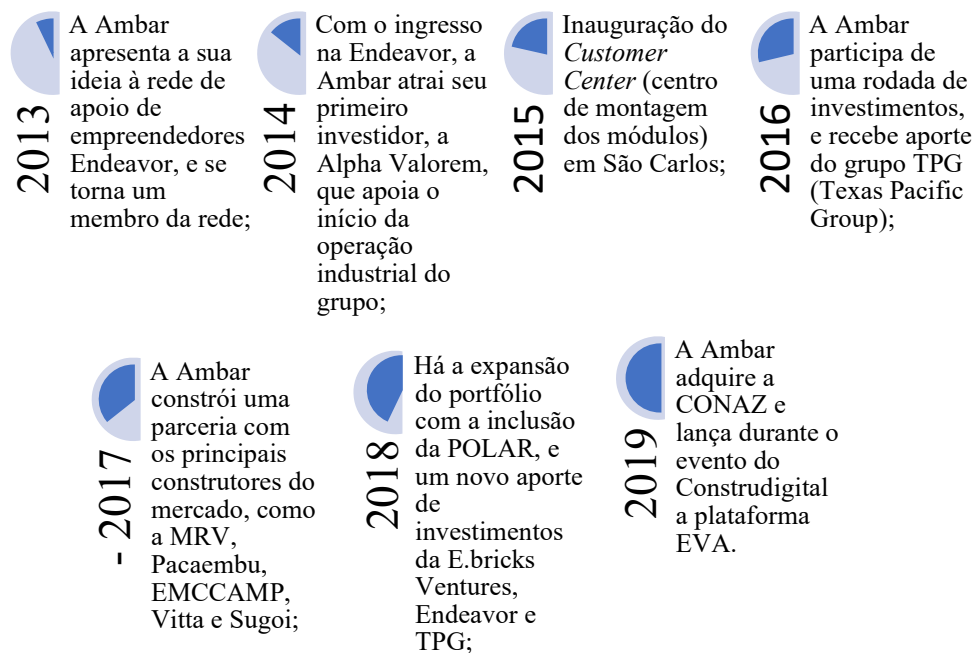 2013
A Ambar
apresenta a sua
ideia à rede de
apoio de
empreendedores
Endeavor, e se
torna um
membro da rede;
2014
Com o ingresso
na Endeavor, a
Ambar atrai seu
primeiro
investidor, a
Alpha Valorem,
que apoia o
início da
operação
industrial do
grupo;
2015
Inauguração do
Customer
Center (centro
de montagem
dos módulos)
em São Carlos;
2016
A Ambar
participa de
uma rodada de
investimentos,
e recebe aporte
do grupo TPG
(Texas Pacific
Group);
- 2017
A Ambar
constrói uma
parceria com
os principais
construtores do
mercado, como
a MRV,
Pacaembu,
EMCCAMP,
Vitta e Sugoi;
2018
Há a expansão
do portfólio
com a inclusão
da POLAR, e
um novo aporte
de
investimentos
da E.bricks
Ventures,
Endeavor e
TPG;
2019
A Ambar
adquire a
CONAZ e
lança durante o
evento do
Construdigital
a plataforma
EVA.